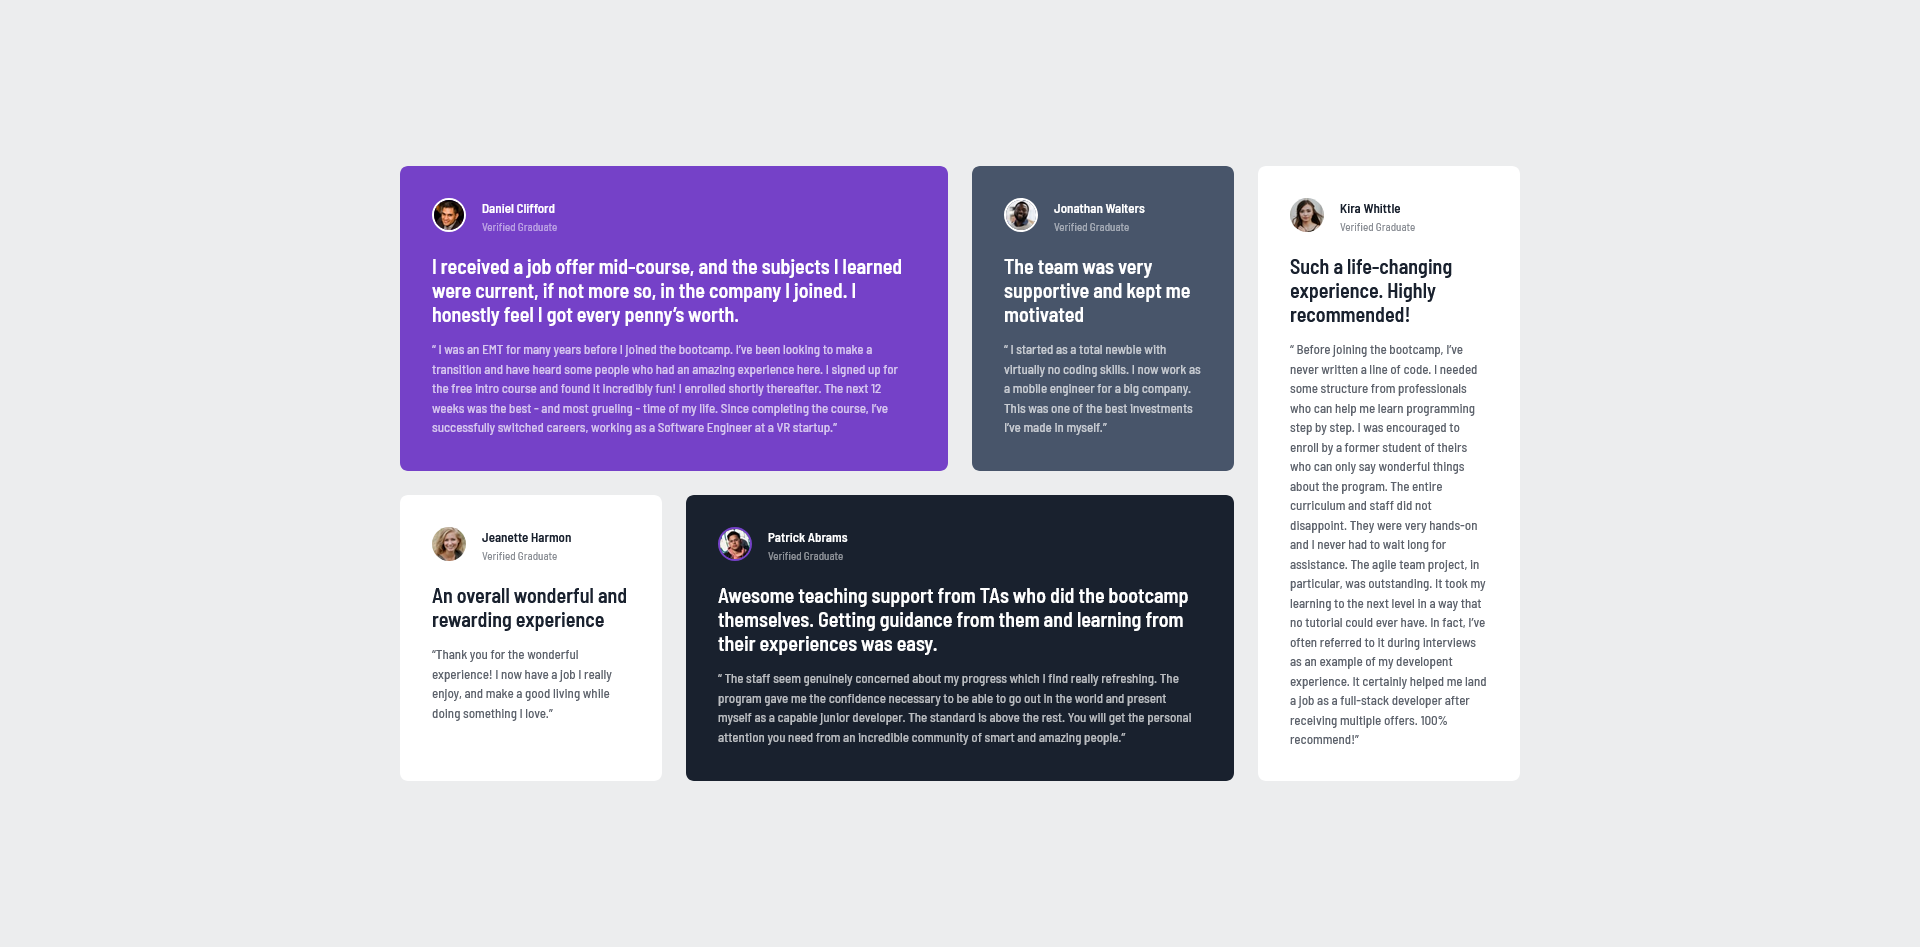 Daniel Clifford
Verified Graduate
I received a job offer mid-course, and the subjects I learned
were current, if not more so, in the company I joined. I
honestly feel I got every penny’s worth.
“ I was an EMT for many years before I joined the bootcamp. I’ve been looking to make a
transition and have heard some people who had an amazing experience here. I signed up for
the free intro course and found it incredibly fun! I enrolled shortly thereafter. The next 12
weeks was the best - and most grueling - time of my life. Since completing the course, I’ve
successfully switched careers, working as a Software Engineer at a VR startup.”
Jonathan Walters
Verified Graduate
The team was very
supportive and kept me
motivated
“ I started as a total newbie with
virtually no coding skills. I now work as
a mobile engineer for a big company.
This was one of the best investments
I’ve made in myself.”
Kira Whittle
Verified Graduate
Such a life-changing
experience. Highly
recommended!
“ Before joining the bootcamp, I’ve
never written a line of code. I needed
some structure from professionals
who can help me learn programming
step by step. I was encouraged to
enroll by a former student of theirs
who can only say wonderful things
about the program. The entire
curriculum and staff did not
disappoint. They were very hands-on
and I never had to wait long for
assistance. The agile team project, in
particular, was outstanding. It took my
learning to the next level in a way that
no tutorial could ever have. In fact, I’ve
often referred to it during interviews
as an example of my developent
experience. It certainly helped me land
a job as a full-stack developer after
receiving multiple offers. 100%
recommend!”
Jeanette Harmon
Verified Graduate
An overall wonderful and
rewarding experience
“Thank you for the wonderful
experience! I now have a job I really
enjoy, and make a good living while
doing something I love.”
Patrick Abrams
Verified Graduate
Awesome teaching support from TAs who did the bootcamp
themselves. Getting guidance from them and learning from
their experiences was easy.
“ The staff seem genuinely concerned about my progress which I find really refreshing. The
program gave me the confidence necessary to be able to go out in the world and present
myself as a capable junior developer. The standard is above the rest. You will get the personal
attention you need from an incredible community of smart and amazing people.”